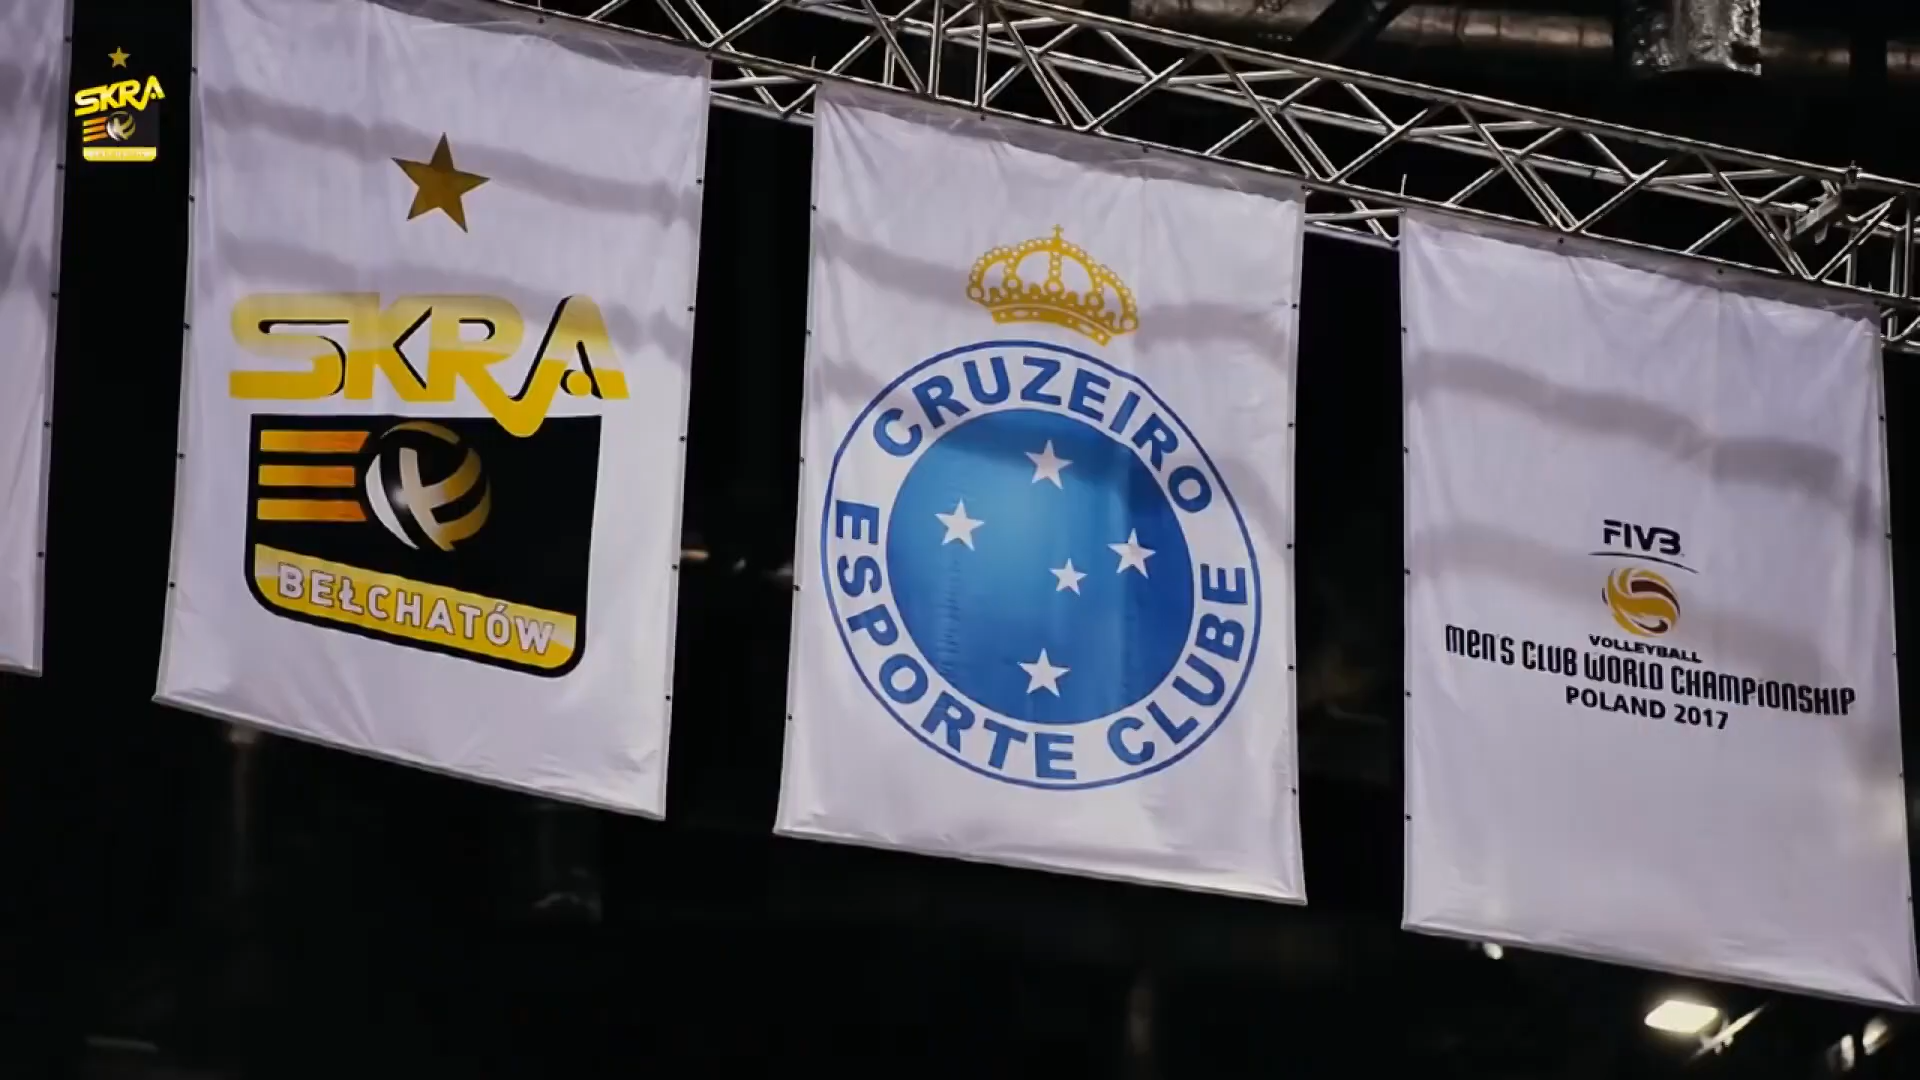 SKRA
SKRA
BEŁCHATÓW
CRUZEIRO
ESPORTE CLUBE
FIVB
VOLLEYBALL
MEN'S CLUB WORLD CHAMPIONSHIP
POLAND 2017